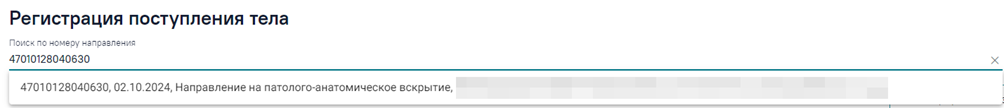 Регистрация поступления тела
Поиск по номеру направления
47010128040630
47010128040630, 02.10.2024, Направление на патолого-анатомическое вскрытие,